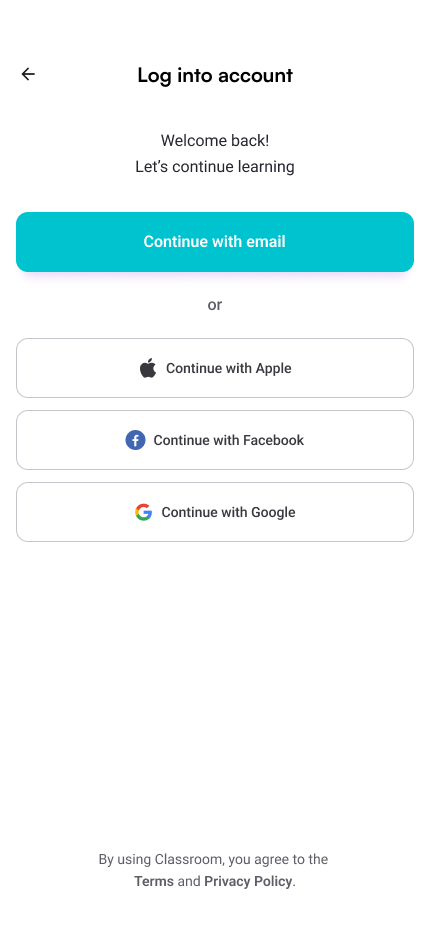 Log into account
Welcome back!
Let’s continue learning
Continue with email
or
Continue with Apple
Continue with Facebook
Continue with Google
By using Classroom, you agree to the
Terms and Privacy Policy.